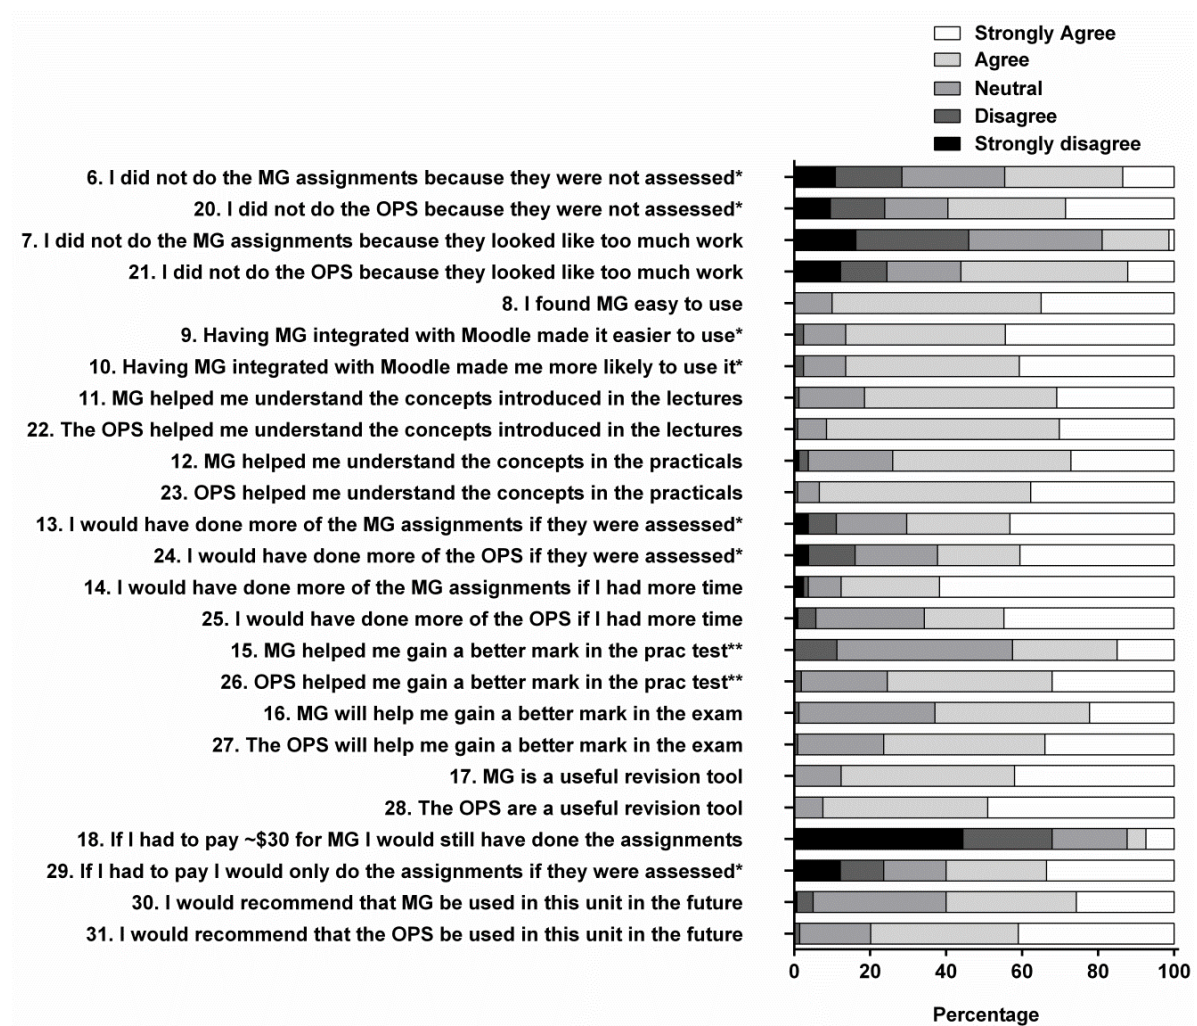 Strongly Agree
Agree
Neutral
Disagree
Strongly disagree
6. I did not do the MG assignments because they were not assessed*
20. I did not do the OPS because they were not assessed*
7. I did not do the MG assignments because they looked like too much work
21. I did not do the OPS because they looked like too much work
8. I found MG easy to use
9. Having MG integrated with Moodle made it easier to use*
10. Having MG integrated with Moodle made me more likely to use it*
11. MG helped me understand the concepts introduced in the lectures
22. The OPS helped me understand the concepts introduced in the lectures
12. MG helped me understand the concepts in the practicals
23. OPS helped me understand the concepts in the practicals
13. I would have done more of the MG assignments if they were assessed*
24. I would have done more of the OPS if they were assessed*
14. I would have done more of the MG assignments if I had more time
25. I would have done more of the OPS if I had more time
15. MG helped me gain a better mark in the prac test**
26. OPS helped me gain a better mark in the prac test**
16. MG will help me gain a better mark in the exam
27. The OPS will help me gain a better mark in the exam
17. MG is a useful revision tool
28. The OPS are a useful revision tool
18. If I had to pay ~$30 for MG I would still have done the assignments
29. If I had to pay I would only do the assignments if they were assessed*
30. I would recommend that MG be used in this unit in the future
31. I would recommend that the OPS be used in this unit in the future
0 20 40 60 80 100
Percentage